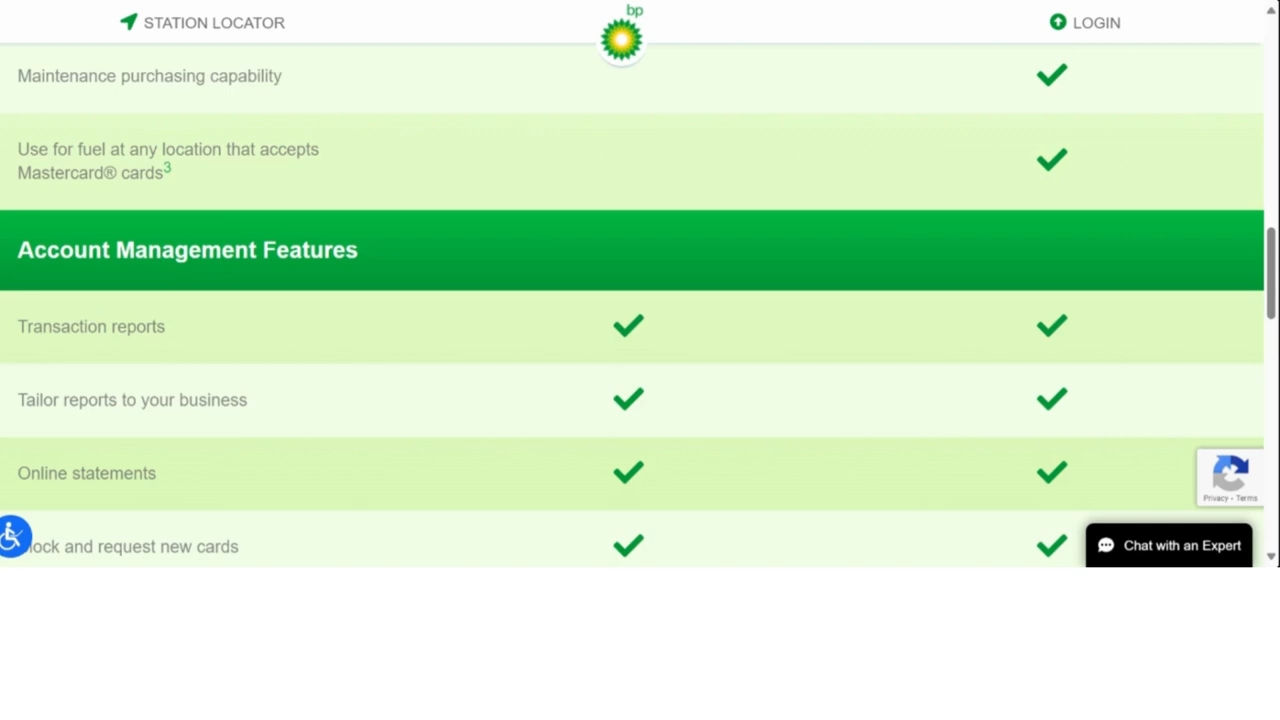 STATION LOCATOR
bp
LOGIN
Maintenance purchasing capability
Use for fuel at any location that accepts
Mastercard® cards3
Account Management Features
Transaction reports
Tailor reports to your business
Online statements
Privacy - Terms
lock and request new cards
Chat with an Expert